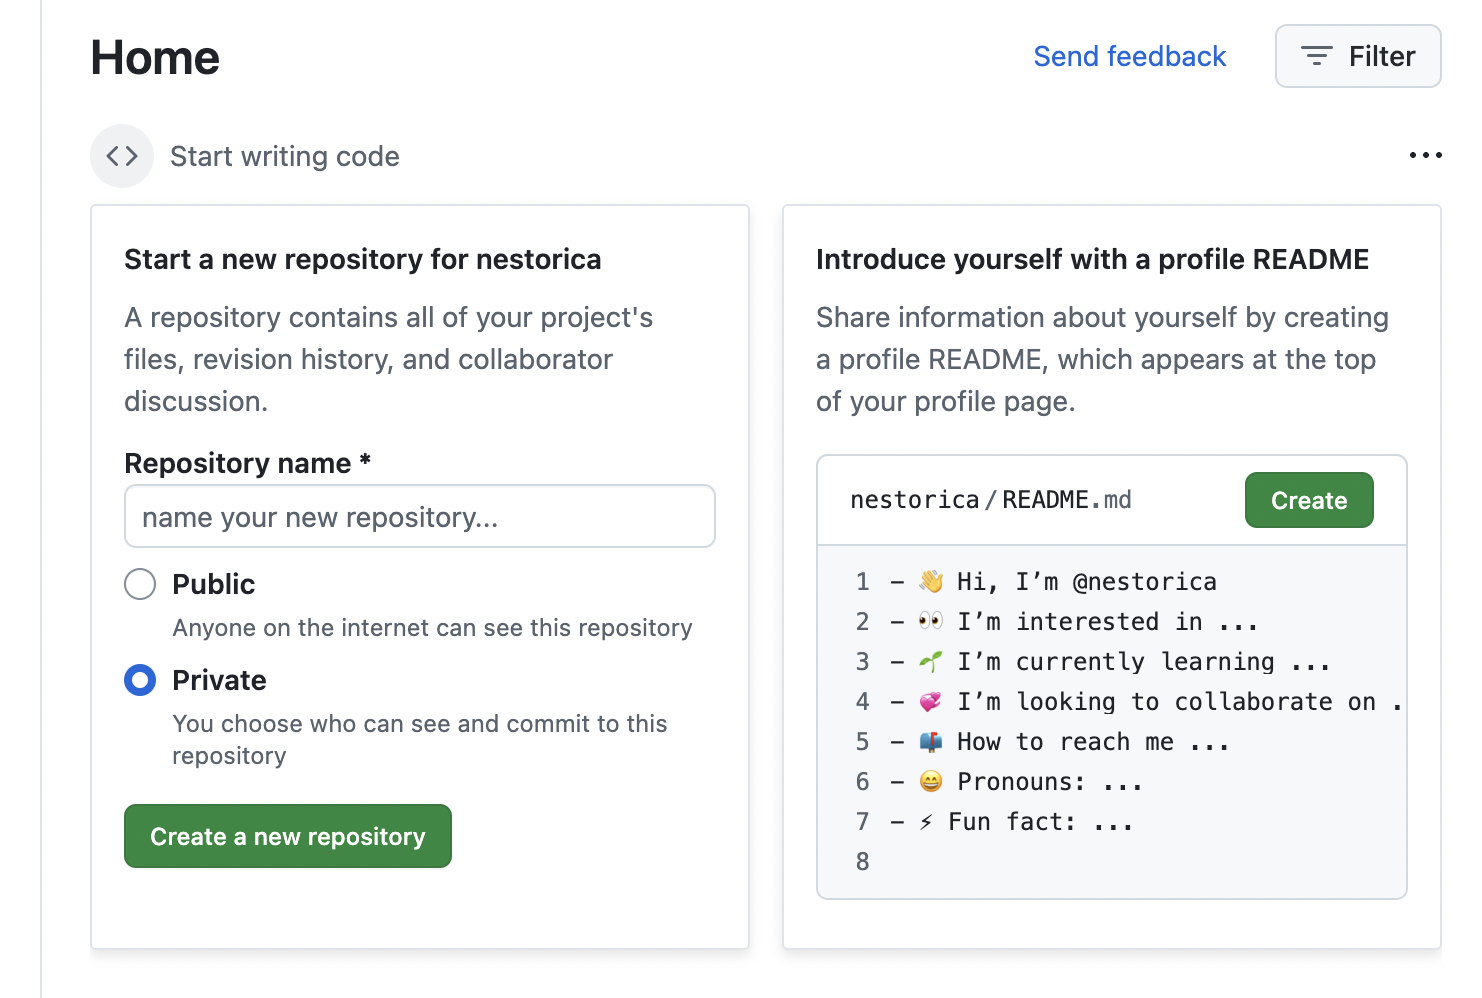 Home
Send feedback
Filter
Start writing code
Start a new repository for nestorica
A repository contains all of your project's
files, revision history, and collaborator
discussion.
Repository name *
name your new repository...
Public
Anyone on the internet can see this repository
Private
You choose who can see and commit to this
repository
Create a new repository
Introduce yourself with a profile README
Share information about yourself by creating
a profile README, which appears at the top
of your profile page.
nestorica/README.md
Create
1 – 👋 Hi, I’m @nestorica
2 – 👀 I’m interested in ...
3 – 🌱 I’m currently learning ...
4 – 💞️ I’m looking to collaborate on .
5 – 📫 How to reach me ...
6 – 😄 Pronouns: ...
7 – ⚡ Fun fact: ...
8